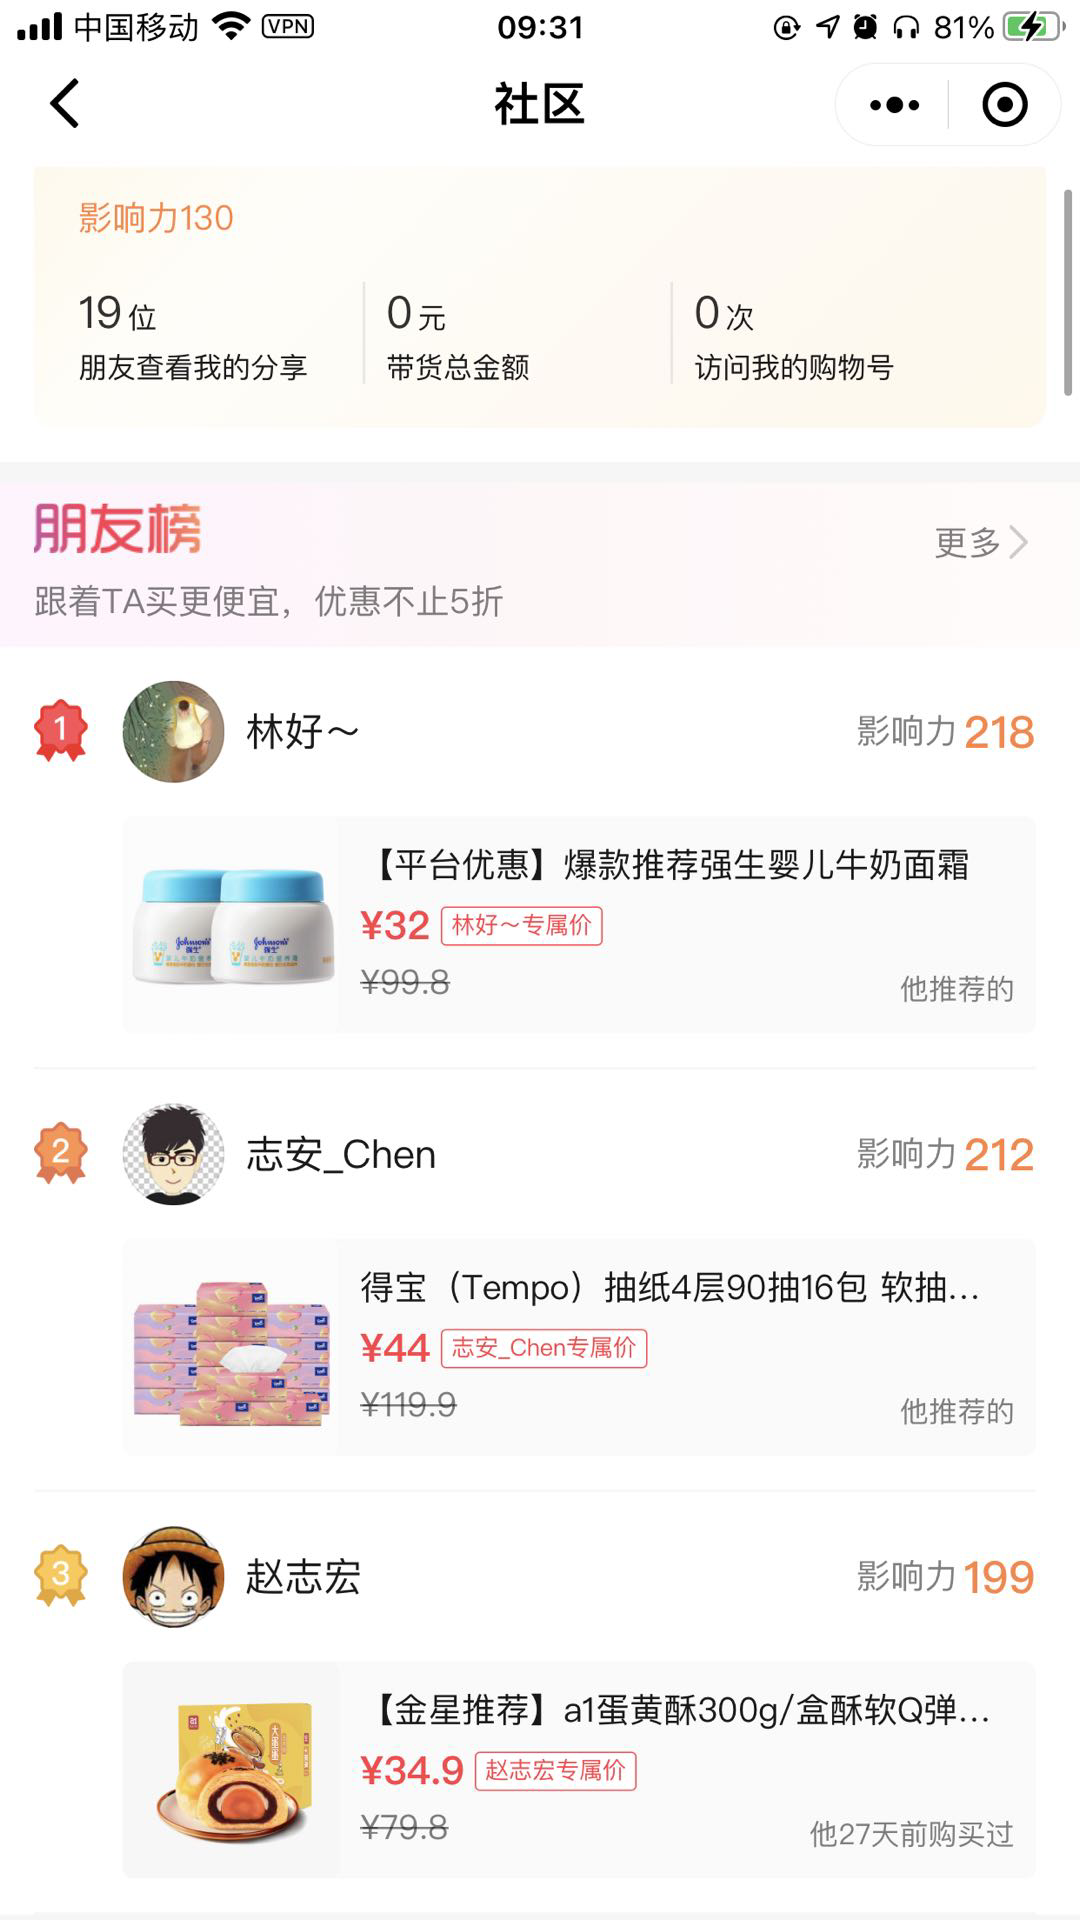 中国移动 VPN 09:31 81%
社区
影响力130
19位 0元 0次
朋友查看我的分享 带货总金额 访问我的购物号
朋友榜
更多
跟着TA买更便宜，优惠不止5折
1 林好～ 影响力 218
【平台优惠】爆款推荐强生婴儿牛奶面霜
¥32 林好～专属价
¥99.8
他推荐的
Johnson's 强生 Johnson's 强生
2 志安_Chen 影响力 212
得宝（Tempo）抽纸4层90抽16包 软抽...
¥44 志安_Chen专属价
¥119.9
他推荐的
3 赵志宏 影响力 199
【金星推荐】a1蛋黄酥300g/盒酥软Q弹...
¥34.9 赵志宏专属价
¥79.8
他27天前购买过